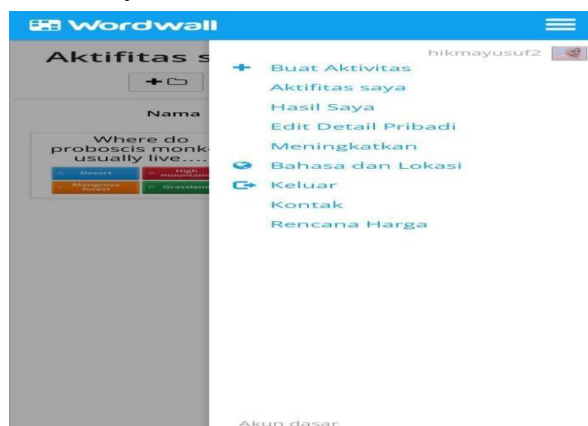 Wordwall
Aktifitas s
hikmayusuf2
Buat Aktivitas
Aktifitas saya
Hasil Saya
Edit Detail Pribadi
Meningkatkan
Bahasa dan Lokasi
Keluar
Kontak
Rencana Harga
Nama
Where do
proboscis monk
usually live....
Desert
High
mountain
Mangrove
forest
Grassland
Akun dasar